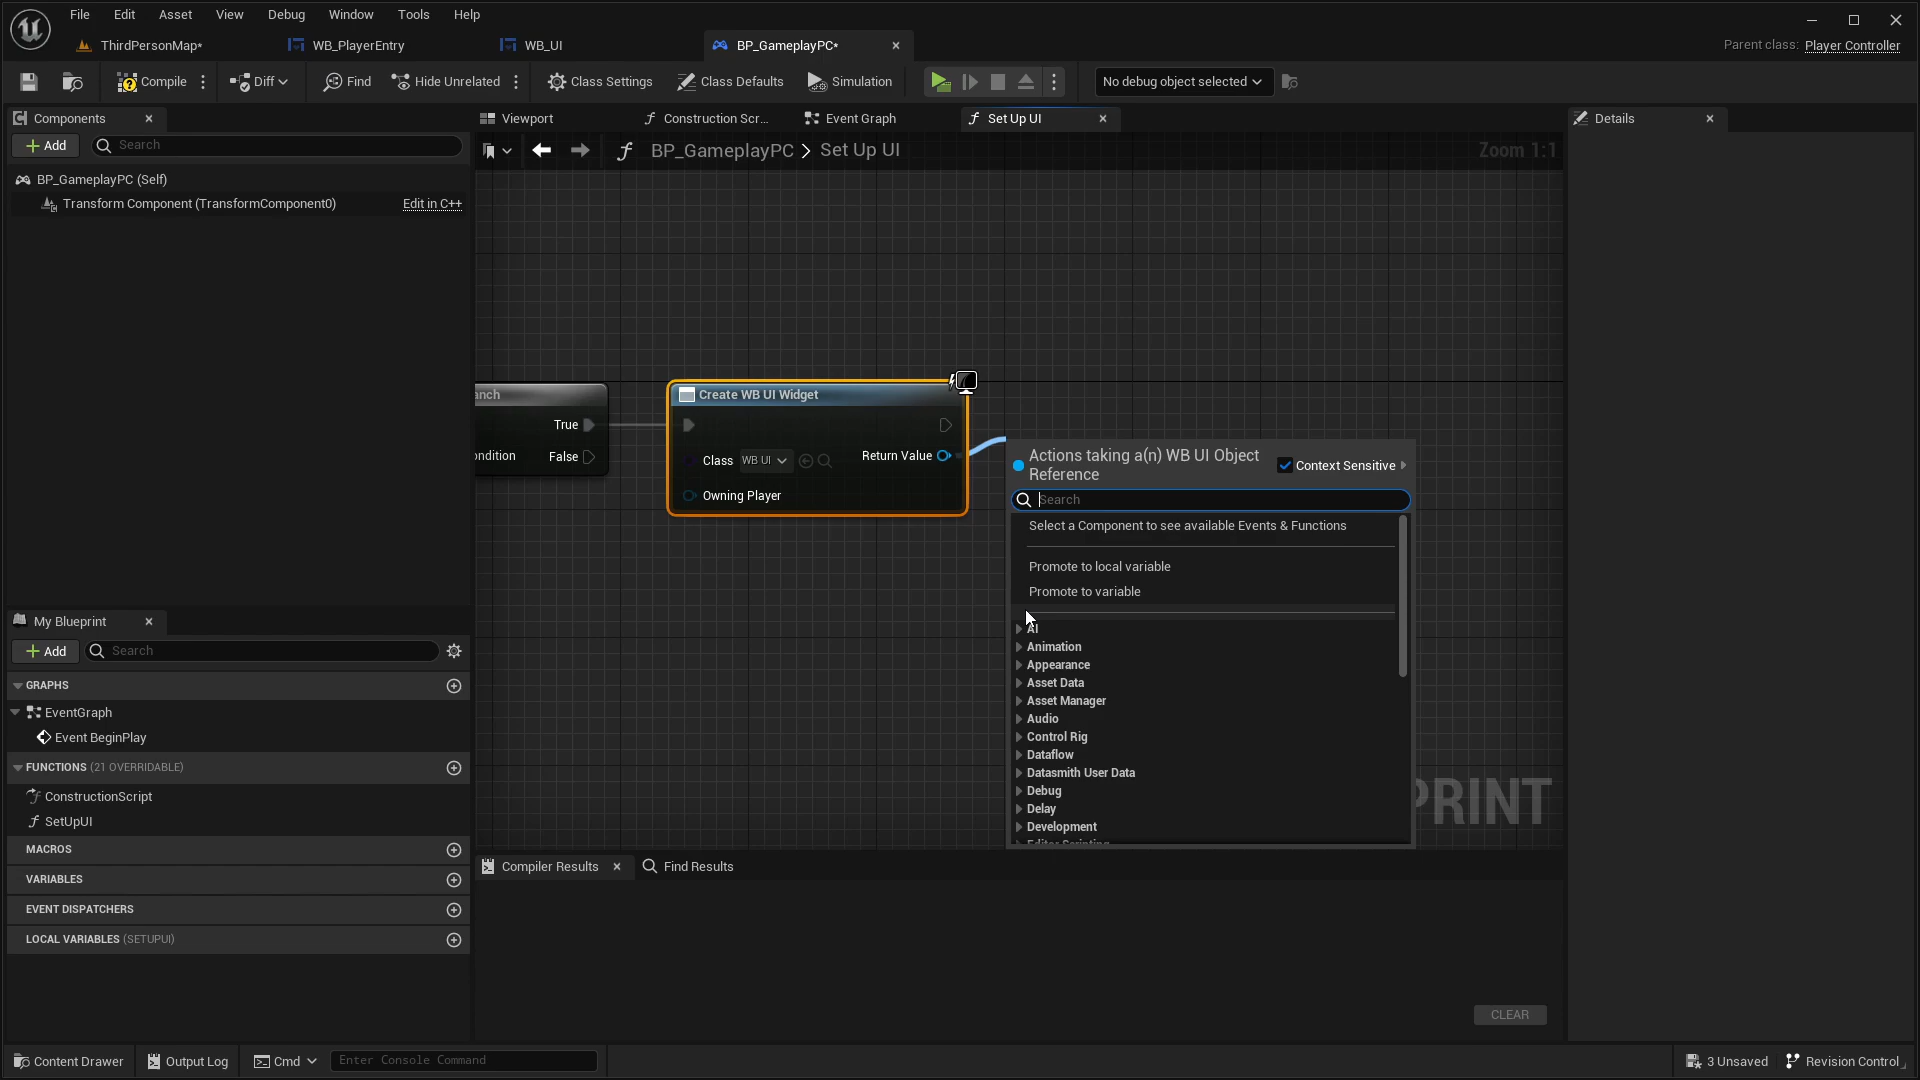 File Edit Asset View Debug Window Tools Help
ThirdPersonMap* WB_PlayerEntry WB_UI BP_GameplayPC* Parent class: Player Controller
Compile Diff Find Hide Unrelated Class Settings Class Defaults Simulation No debug object selected
Components Viewport Construction Scr... Event Graph Set Up UI Details
Add Search BP_GameplayPC > Set Up UI Zoom 1:1
BP_GameplayPC (Self)
Transform Component (TransformComponent0) Edit in C++
anch
True
ondition False
Create WB UI Widget
Class WB UI Return Value
Owning Player
Actions taking a(n) WB UI Object
Reference
Context Sensitive
Search
Select a Component to see available Events & Functions
Promote to local variable
Promote to variable
AI
Animation
Appearance
Asset Data
Asset Manager
Audio
Control Rig
Dataflow
Datasmith User Data
Debug
Delay
Development
Editor Scripting
PRINT
My Blueprint
Add Search
GRAPHS
EventGraph
Event BeginPlay
FUNCTIONS (21 OVERRIDABLE)
ConstructionScript
SetUpUI
MACROS
VARIABLES
EVENT DISPATCHERS
LOCAL VARIABLES (SETUPUI)
Compiler Results Find Results
CLEAR
Content Drawer Output Log Cmd Enter Console Command 3 Unsaved Revision Control